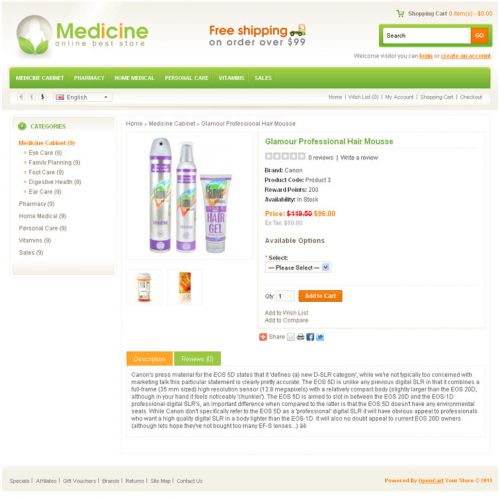 Medicine
online best store
Free shipping
on order over $99
Shopping Cart 0 item(s) - $0.00
Search
GO
Welcome visitor you can login or create an account.
MEDICINE CABINET PHARMACY HOME MEDICAL PERSONAL CARE VITAMINS SALES
€ £ $ English
Home | Wish List (0) | My Account | Shopping Cart | Checkout
CATEGORIES
Medicine Cabinet (9)
Eye Care (9)
Family Planning (9)
Foot Care (9)
Digestive Health (9)
Ear Care (9)
Pharmacy (9)
Home Medical (9)
Personal Care (9)
Vitamins (9)
Sales (9)
Home » Medicine Cabinet » Glamour Professional Hair Mousse
HAIR
GEL
Glamour Professional Hair Mousse
0 reviews | Write a review
Brand: Canon
Product Code: Product 3
Reward Points: 200
Availability: In Stock
Price: $119.50 $96.00
Ex Tax: $80.00
Available Options
* Select:
--- Please Select ---
Qty: 1 Add to Cart
Add to Wish List
Add to Compare
Share
Description Reviews (0)
Canon's press material for the EOS 5D states that it 'defines (a) new D-SLR category', while we're not typically too concerned with
marketing talk this particular statement is clearly pretty accurate. The EOS 5D is unlike any previous digital SLR in that it combines a
full-frame (35 mm sized) high resolution sensor (12.8 megapixels) with a relatively compact body (slightly larger than the EOS 20D,
although in your hand it feels noticeably 'chunkier'). The EOS 5D is aimed to slot in between the EOS 20D and the EOS-1D
professional digital SLR's, an important difference when compared to the latter is that the EOS 5D doesn't have any environmental
seals. While Canon don't specifically refer to the EOS 5D as a 'professional' digital SLR it will have obvious appeal to professionals
who want a high quality digital SLR in a body lighter than the EOS-1D. It will also no doubt appeal to current EOS 20D owners
(although lets hope they're not bought too many EF-S lenses...) äë
Specials | Affiliates | Gift Vouchers | Brands | Returns | Site Map | Contact Us
Powered By OpenCart Your Store © 2011